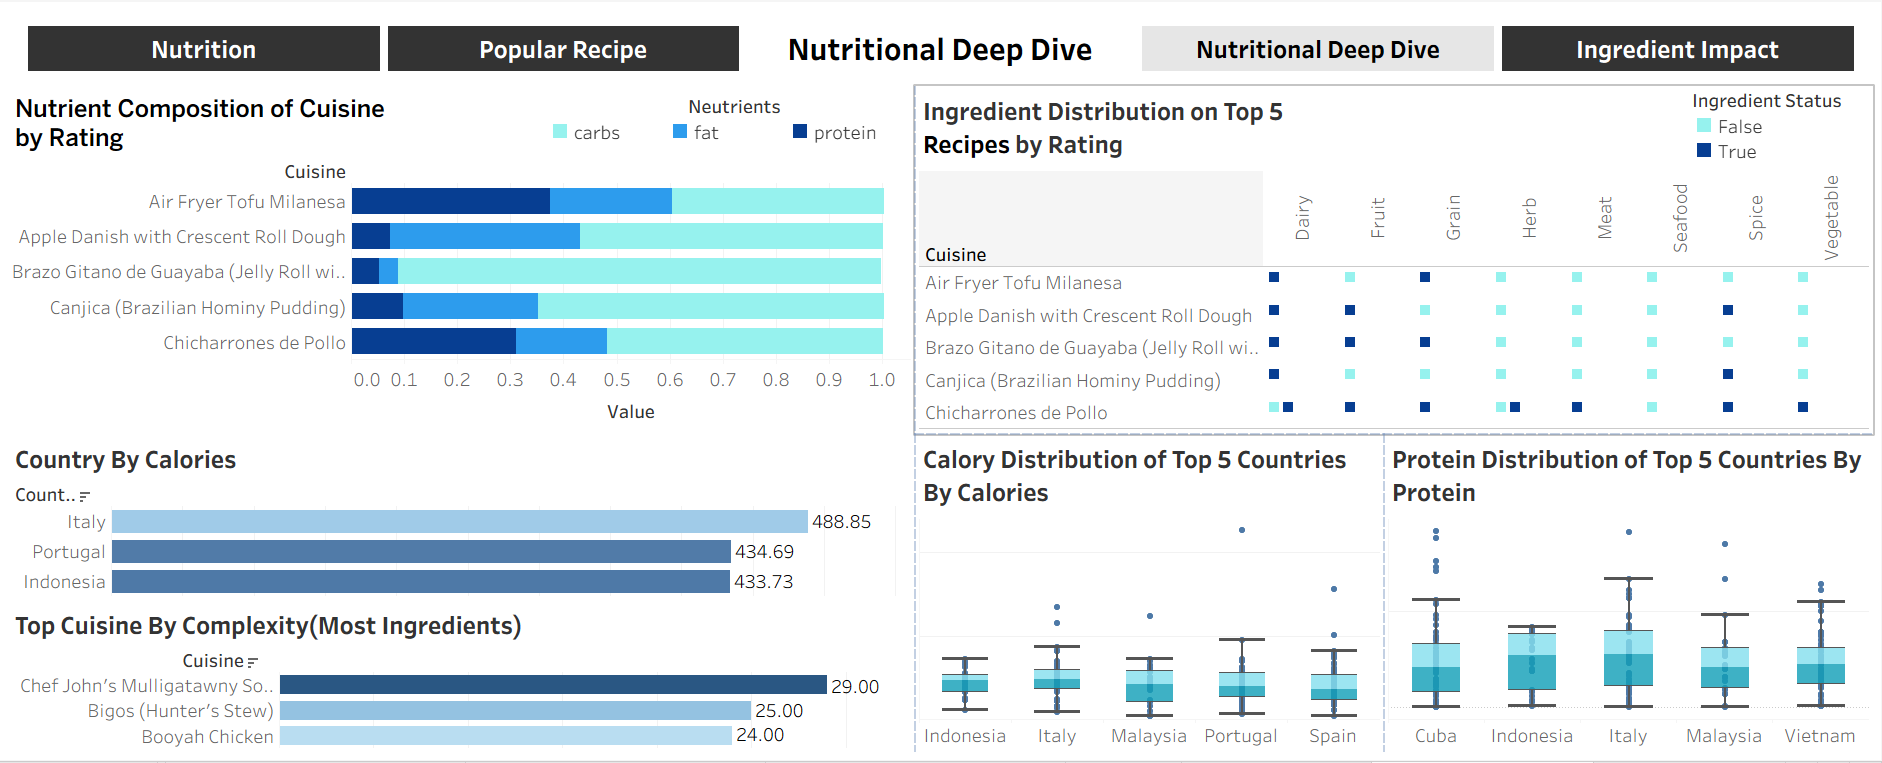 Nutrition
Popular Recipe
Nutritional Deep Dive
Nutritional Deep Dive
Ingredient Impact
Nutrient Composition of Cuisine
by Rating
Neutrients
carbs
fat
protein
Cuisine
Air Fryer Tofu Milanesa
Apple Danish with Crescent Roll Dough
Brazo Gitano de Guayaba (Jelly Roll wi..
Canjica (Brazilian Hominy Pudding)
Chicharrones de Pollo
0.0 0.1 0.2 0.3 0.4 0.5 0.6 0.7 0.8 0.9 1.0
Value
Ingredient Distribution on Top 5
Recipes by Rating
Ingredient Status
False
True
Cuisine
Dairy
Fruit
Grain
Herb
Meat
Seafood
Spice
Vegetable
Air Fryer Tofu Milanesa
Apple Danish with Crescent Roll Dough
Brazo Gitano de Guayaba (Jelly Roll wi..
Canjica (Brazilian Hominy Pudding)
Chicharrones de Pollo
Country By Calories
Count..
Italy 488.85
Portugal 434.69
Indonesia 433.73
Top Cuisine By Complexity(Most Ingredients)
Cuisine
Chef John's Mulligatawny So.. 29.00
Bigos (Hunter's Stew) 25.00
Booyah Chicken 24.00
Calory Distribution of Top 5 Countries
By Calories
Indonesia Italy Malaysia Portugal Spain
Protein Distribution of Top 5 Countries By
Protein
Cuba Indonesia Italy Malaysia Vietnam